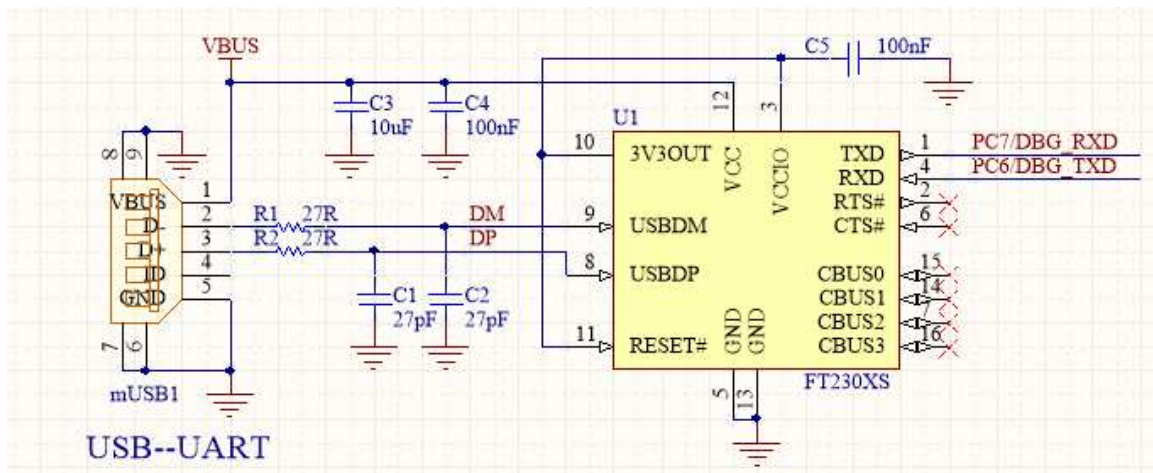 VBUS
C5 100nF
C3
10uF
C4
100nF
12
3
U1
8
9
10 3V3OUT
VCC
VCCIO
TXD 1 PC7/DBG_RXD
RXD 4 PC6/DBG_TXD
RTS# 2
CTS# 6
VBUS 1
D- 2
D+ 3
ID 4
GND 5
R1 27R DM
R2 27R DP
9 USBDM
8 USBDP
CBUS0 15
CBUS1 14
CBUS2 7
CBUS3 16
C1
27pF
C2
27pF
11 RESET#
GND
GND
7
6
5
13
FT230XS
mUSB1
USB--UART